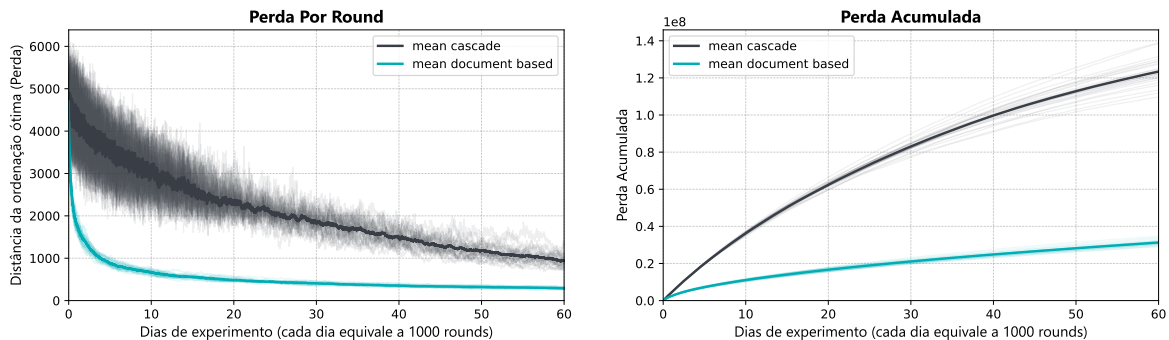 Perda Por Round
Distância da ordenação ótima (Perda)
6000
5000
4000
3000
2000
1000
0
mean cascade
mean document based
0 10 20 30 40 50 60
Dias de experimento (cada dia equivale a 1000 rounds)
Perda Acumulada
1e8
Perda Acumulada
1.4
1.2
1.0
0.8
0.6
0.4
0.2
0.0
mean cascade
mean document based
0 10 20 30 40 50 60
Dias de experimento (cada dia equivale a 1000 rounds)